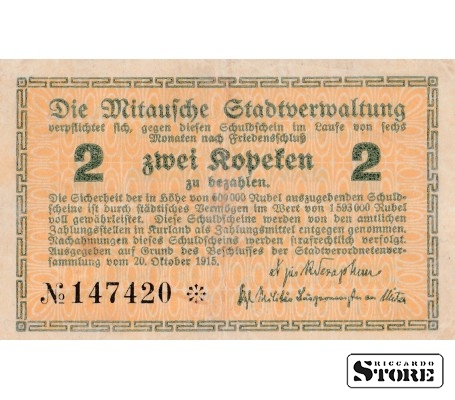 Die Mitausche Stadtverwaltung
verpflichtet sich, gegen diesen Schuldschein im Laufe von sechs
Monaten nach Friedensschluß
2 zwei Kopeken 2
zu bezahlen.
Die Sicherheit der in Höhe von 600 000 Rubel auszugebenden Schuld-
scheine ist durch städtisches Vermögen im Wert von 1 593 000 Rubel
voll gewährleistet. Diese Schuldscheine werden von den amtlichen
Zahlungsstellen in Kurland als Zahlungsmittel entgegen genommen.
Nachahmungen dieses Schuldscheins werden strafrechtlich verfolgt.
Ausgegeben auf Grund des Beschlusses der Stadtverordnetenver-
sammlung vom 20. Oktober 1915.
№ 147420 *
RICCARDO
STORE